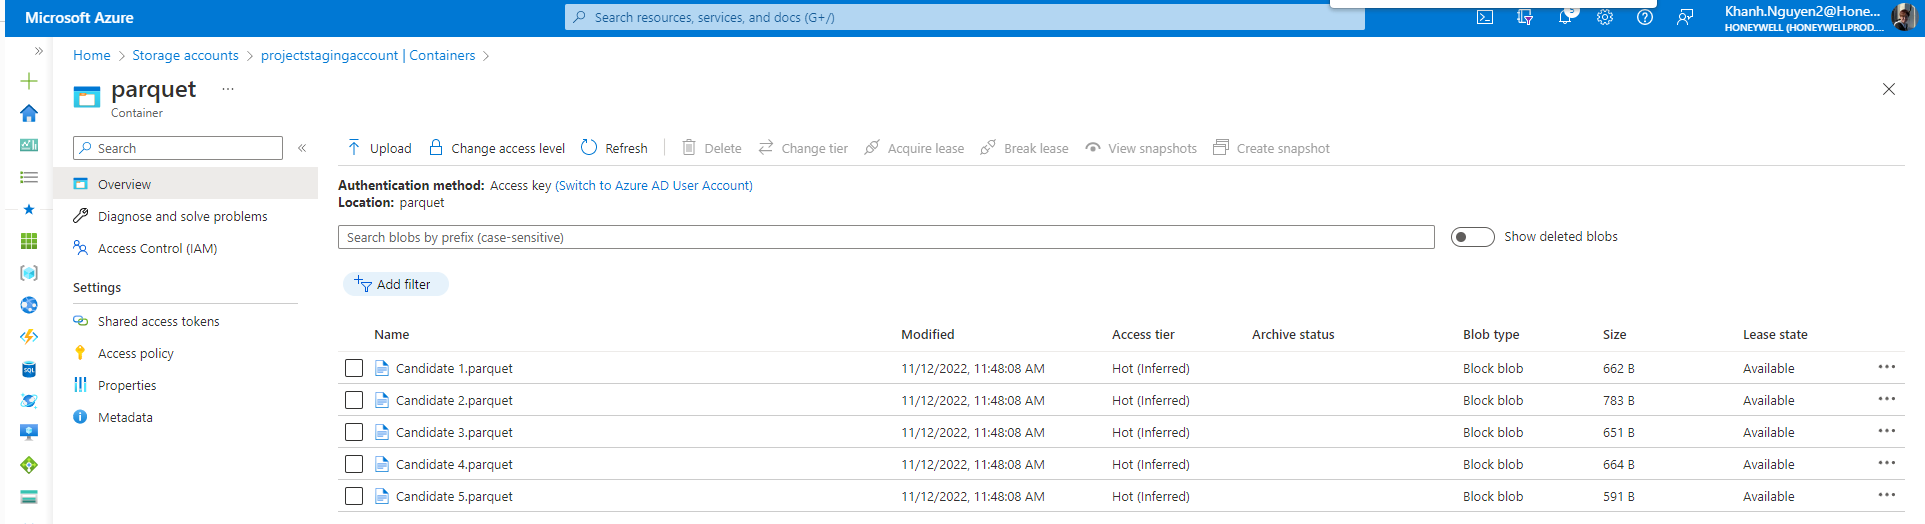 Microsoft Azure
Search resources, services, and docs (G+/)
5
Khanh.Nguyen2@Hone...
HONEYWELL (HONEYWELLPROD....
Home > Storage accounts > projectstagingaccount | Containers >
parquet ...
Container
Search
Upload Change access level Refresh Delete Change tier Acquire lease Break lease View snapshots Create snapshot
Overview
Diagnose and solve problems
Access Control (IAM)
Settings
Shared access tokens
Access policy
Properties
Metadata
Authentication method: Access key (Switch to Azure AD User Account)
Location: parquet
Search blobs by prefix (case-sensitive)
Show deleted blobs
Add filter
Name Modified Access tier Archive status Blob type Size Lease state
Candidate 1.parquet 11/12/2022, 11:48:08 AM Hot (Inferred) Block blob 662 B Available ...
Candidate 2.parquet 11/12/2022, 11:48:08 AM Hot (Inferred) Block blob 783 B Available ...
Candidate 3.parquet 11/12/2022, 11:48:08 AM Hot (Inferred) Block blob 651 B Available ...
Candidate 4.parquet 11/12/2022, 11:48:08 AM Hot (Inferred) Block blob 664 B Available ...
Candidate 5.parquet 11/12/2022, 11:48:08 AM Hot (Inferred) Block blob 591 B Available ...
SQL